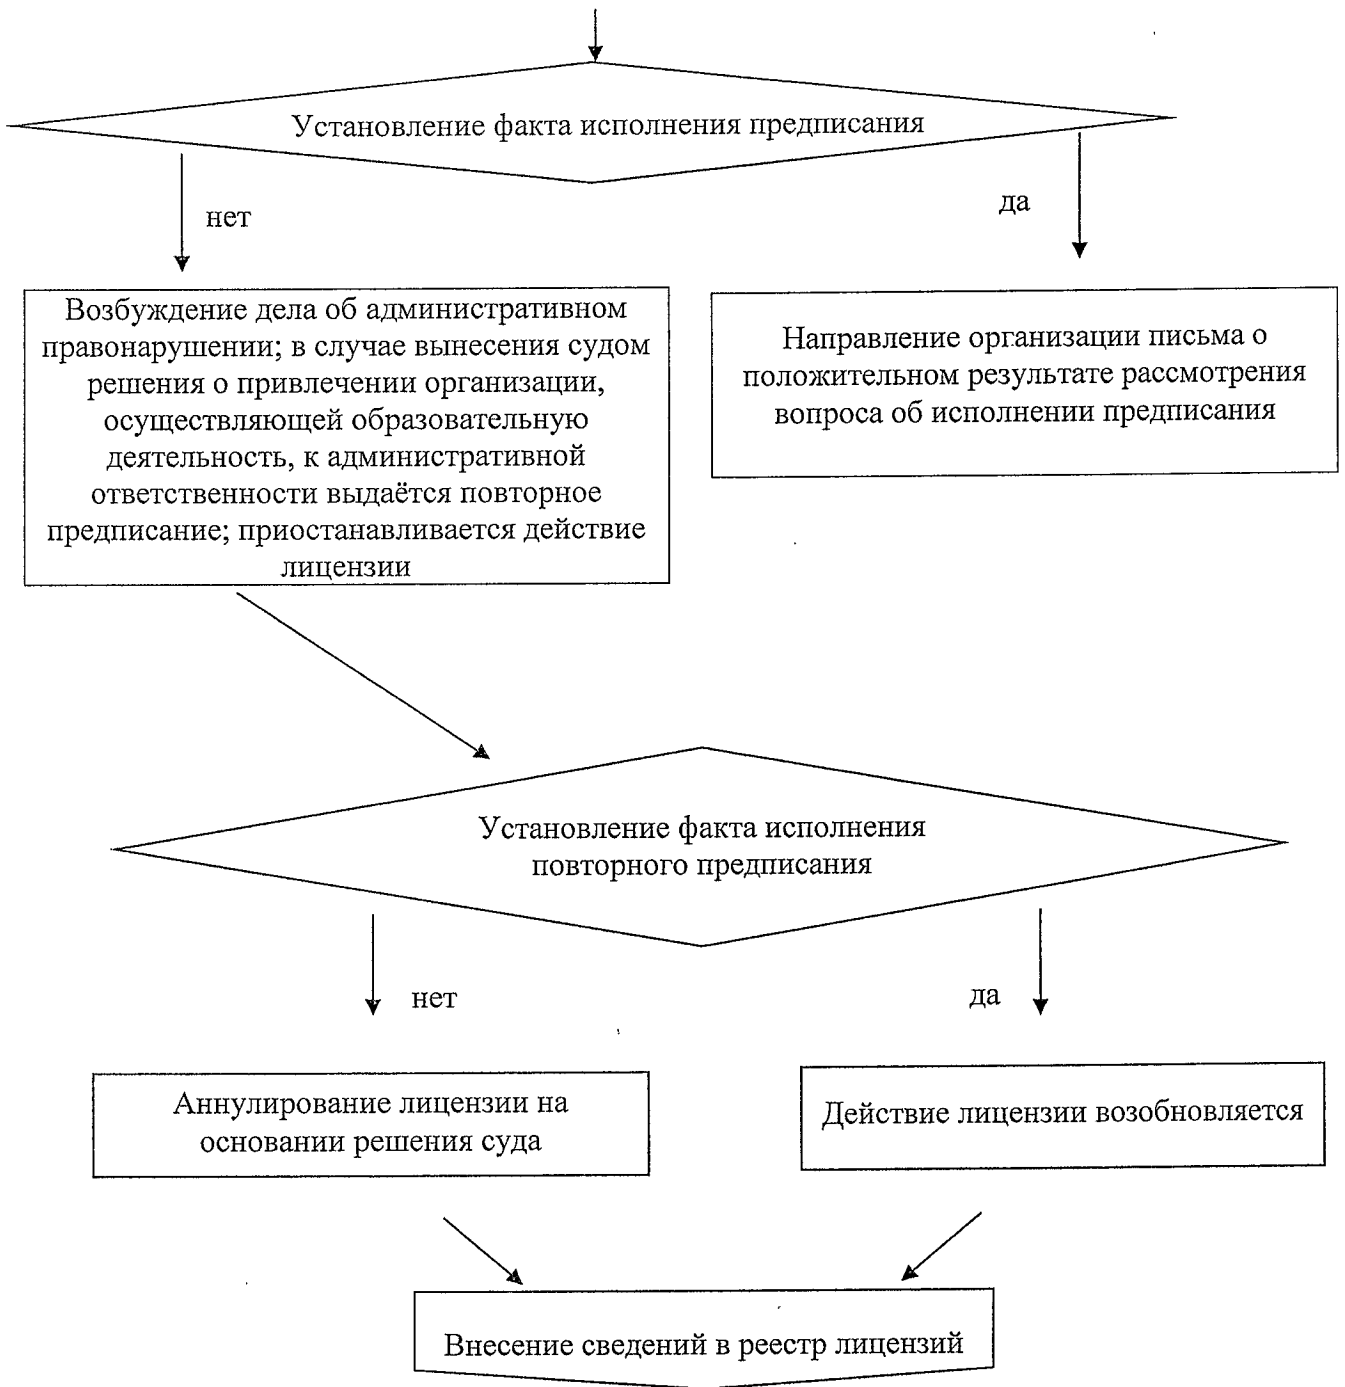 Установление факта исполнения предписания
нет
да
Возбуждение дела об административном
правонарушении; в случае вынесения судом
решения о привлечении организации,
осуществляющей образовательную
деятельность, к административной
ответственности выдаётся повторное
предписание; приостанавливается действие
лицензии
Направление организации письма о
положительном результате рассмотрения
вопроса об исполнении предписания
Установление факта исполнения
повторного предписания
нет
да
Аннулирование лицензии на
основании решения суда
Действие лицензии возобновляется
Внесение сведений в реестр лицензий